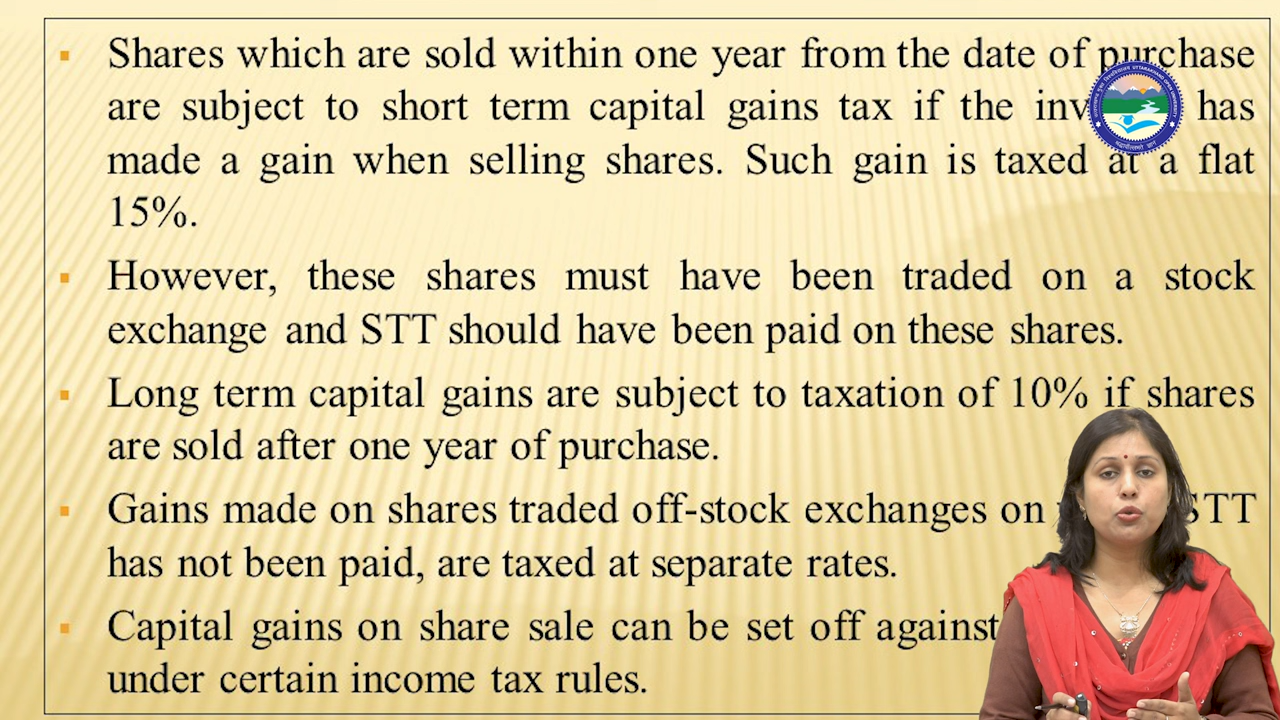 Shares which are sold within one year from the date of purchase
are subject to short term capital gains tax if the has
made a gain when selling shares. Such gain is taxed at a flat
15%.
However, these shares must have been traded on a stock
exchange and STT should have been paid on these shares.
Long term capital gains are subject to taxation of 10% if shares
are sold after one year of purchase.
Gains made on shares traded off-stock exchanges on STT
has not been paid, are taxed at separate rates.
Capital gains on share sale can be set off against
under certain income tax rules.